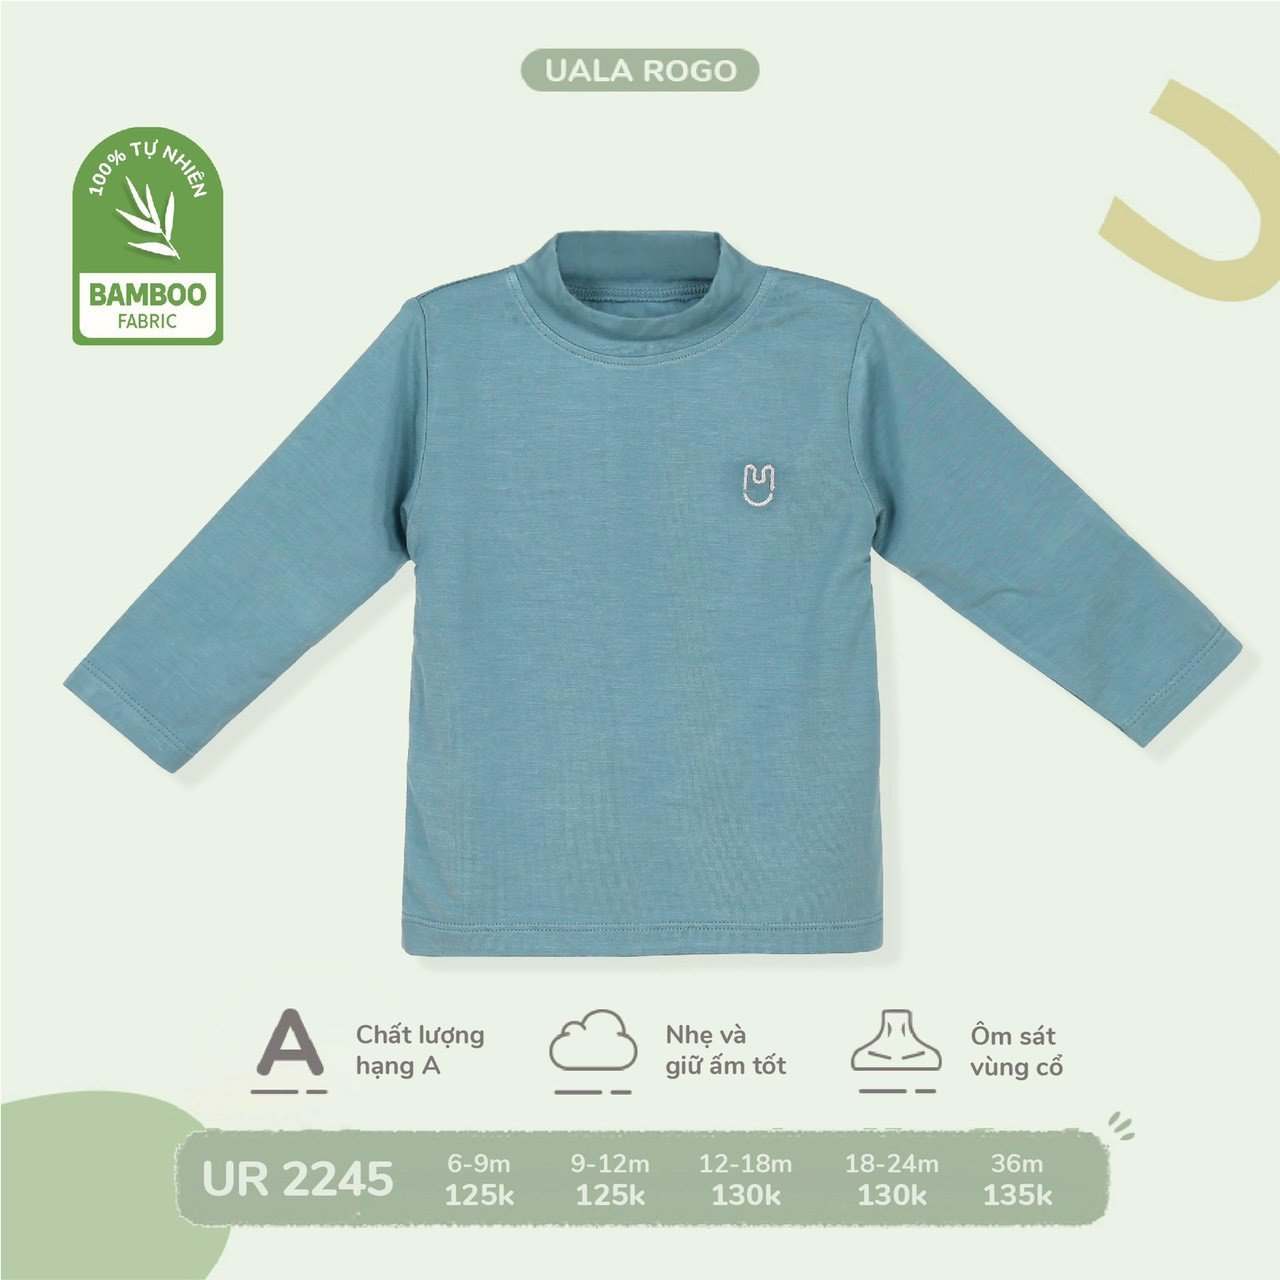 UALA ROGO
100% TỰ NHIÊN
BAMBOO
FABRIC
Chất lượng
hạng A
Nhẹ và
giữ ấm tốt
Ôm sát
vùng cổ
A
UR 2245
6-9m
125k
9-12m
125k
12-18m
130k
18-24m
130k
36m
135k